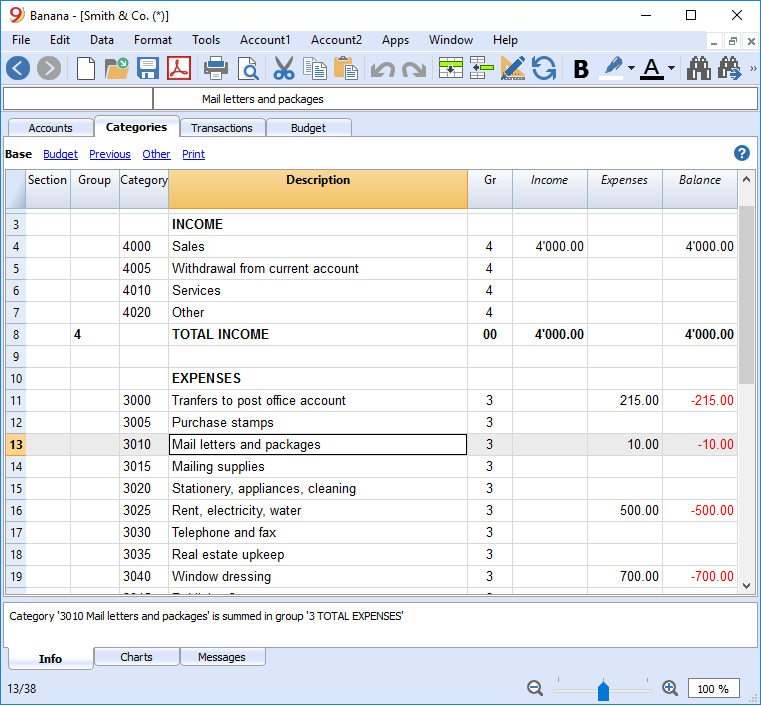 Banana - [Smith & Co. (*)]
File Edit Data Format Tools Account1 Account2 Apps Window Help
B A »
Mail letters and packages
Accounts Categories Transactions Budget
Base Budget Previous Other Print ?
Section Group Category Description Gr Income Expenses Balance
3 INCOME
4 4000 Sales 4 4'000.00 4'000.00
5 4005 Withdrawal from current account 4
6 4010 Services 4
7 4020 Other 4
8 4 TOTAL INCOME 00 4'000.00 4'000.00
9
10 EXPENSES
11 3000 Tranfers to post office account 3 215.00 -215.00
12 3005 Purchase stamps 3
13 3010 Mail letters and packages 3 10.00 -10.00
14 3015 Mailing supplies 3
15 3020 Stationery, appliances, cleaning 3
16 3025 Rent, electricity, water 3 500.00 -500.00
17 3030 Telephone and fax 3
18 3035 Real estate upkeep 3
19 3040 Window dressing 3 700.00 -700.00
Category '3010 Mail letters and packages' is summed in group '3 TOTAL EXPENSES'
Info Charts Messages
13/38 100 %